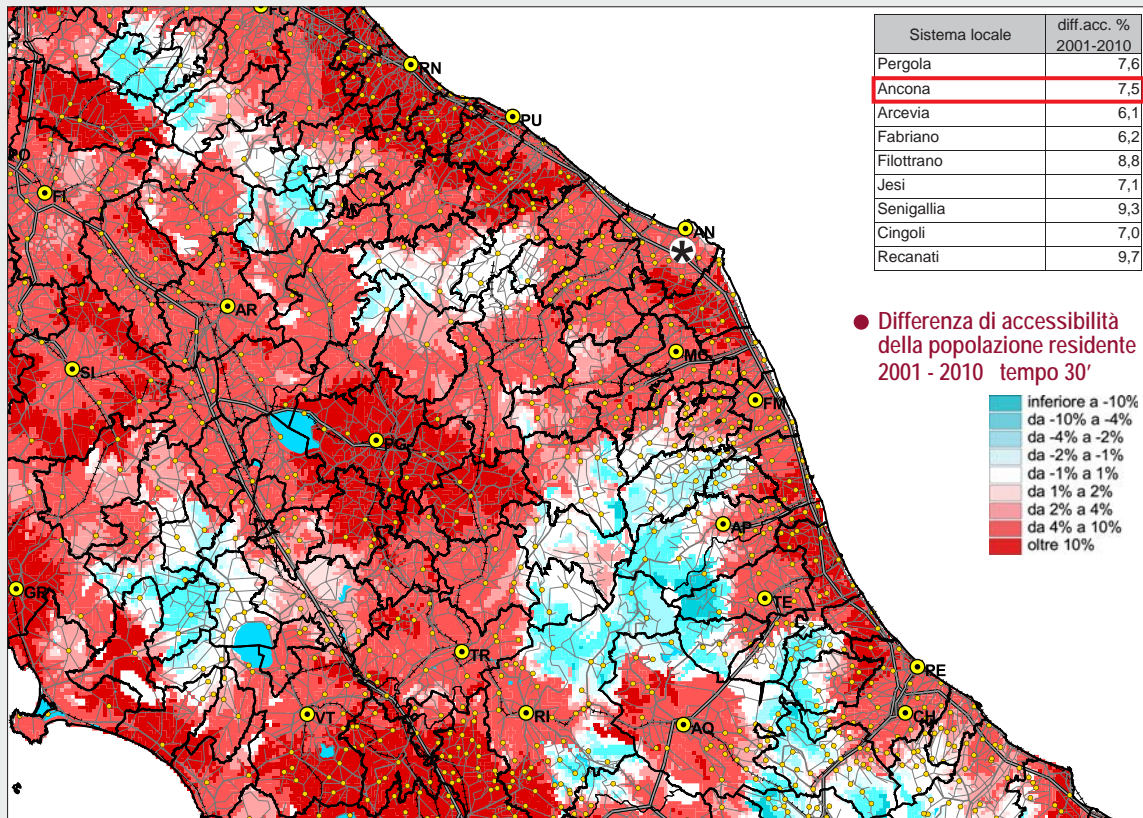 FC
RN
PU
FI
AN
*
AR
MC
SI
FM
PG
AP
GR
TE
TR
PE
VT
RI
CH
AQ
Sistema locale diff.acc. % 2001-2010
Pergola 7,6
Ancona 7,5
Arcevia 6,1
Fabriano 6,2
Filottrano 8,8
Jesi 7,1
Senigallia 9,3
Cingoli 7,0
Recanati 9,7
Differenza di accessibilità
della popolazione residente
2001 - 2010 tempo 30'
inferiore a -10%
da -10% a -4%
da -4% a -2%
da -2% a -1%
da -1% a 1%
da 1% a 2%
da 2% a 4%
da 4% a 10%
oltre 10%